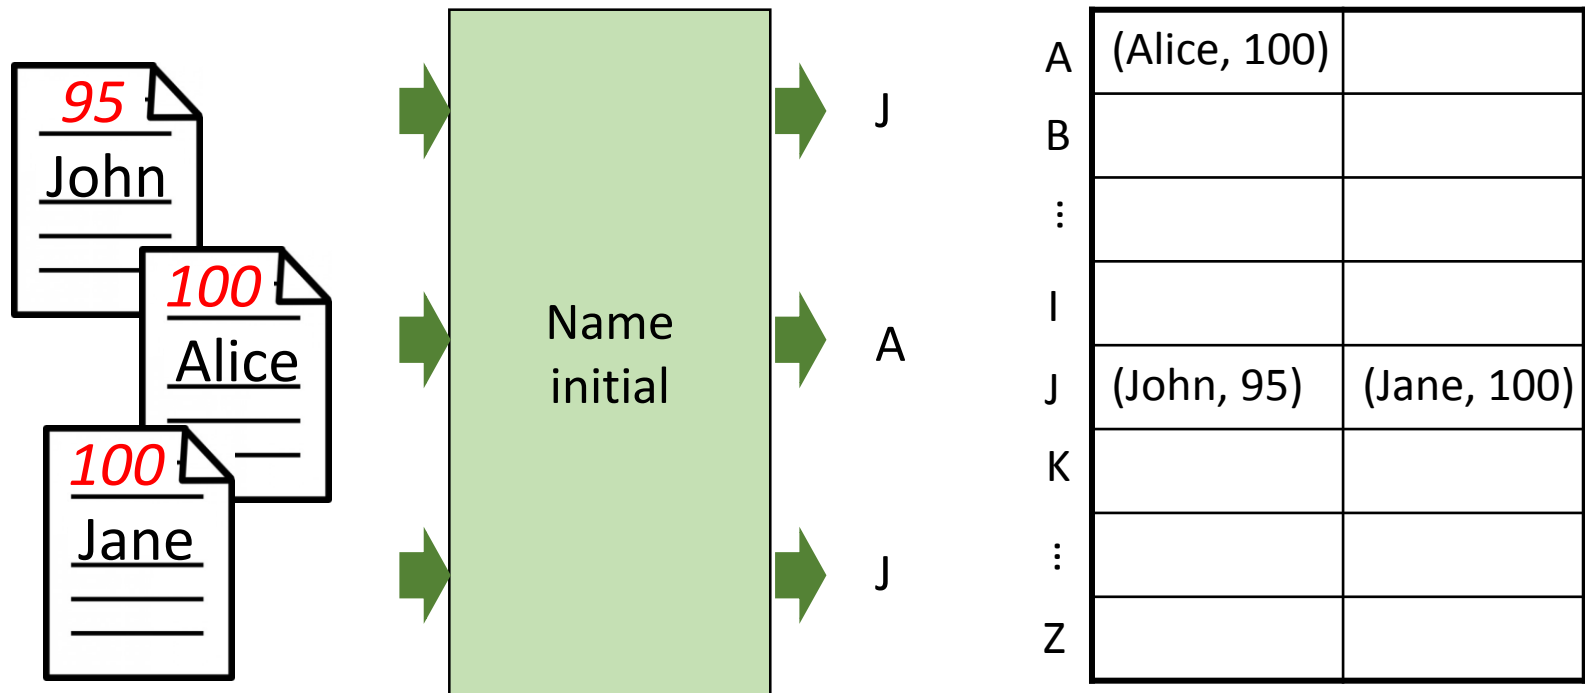 95
John
100
Alice
100
Jane
Name
initial
J
A
J
A (Alice, 100)
B
⋮
I
J (John, 95) (Jane, 100)
K
⋮
Z